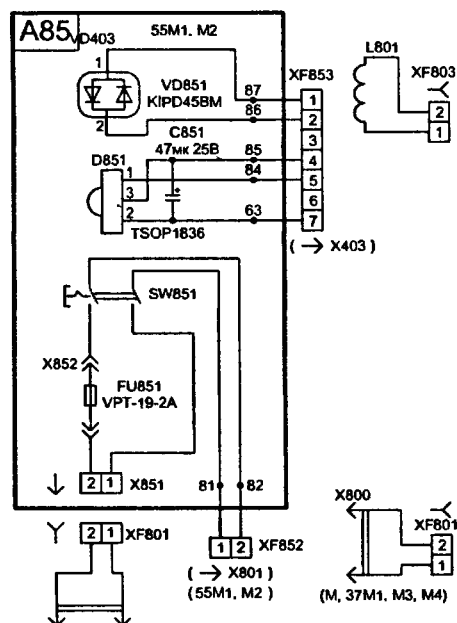 A85
VD403
55M1. M2
L801
1
VD851
KIPD45BM
2
C851
47мк 25В
87
86
85
84
63
XF853
1
2
3
4
5
6
7
XF803
2
1
D851
1
3
2
TSOP1836
( → X403 )
SW851
X852
FU851
VPT-19-2A
2 1
X851
81
82
2 1
XF801
1 2
XF852
( → X801 )
(55M1, M2)
X800
XF801
2
1
(M, 37M1, M3, M4)